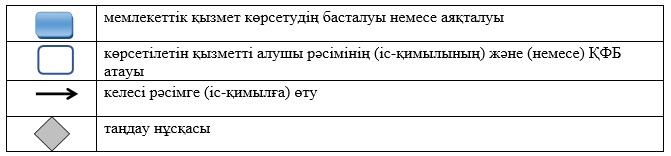 мемлекеттік қызмет көрсетудің басталуы немесе аяқталуы
көрсетілетін қызметті алушы рәсімінің (іс-қимылының) және (немесе) ҚФБ
атауы
келесі рәсімге (іс-қимылға) өту
таңдау нұсқасы